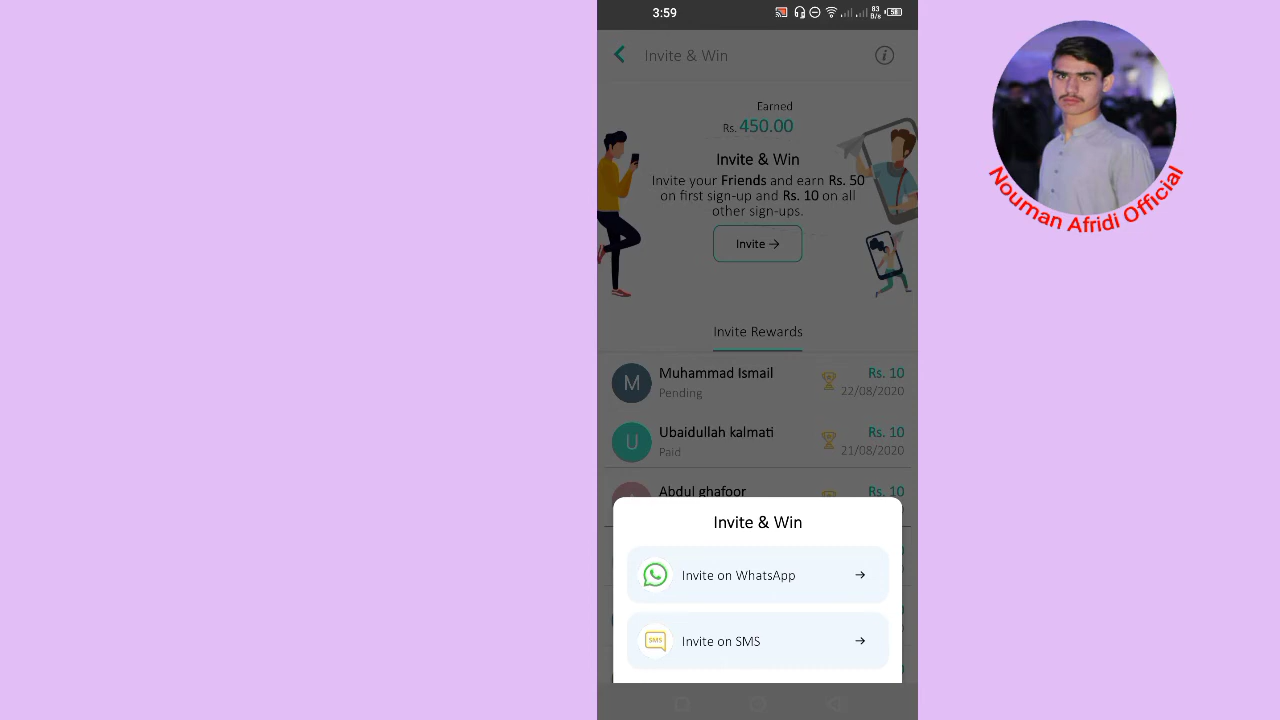 3:59
83
B/s
58
Invite & Win
Earned
Rs. 450.00
Invite & Win
Invite your Friends and earn Rs. 50
on first sign-up and Rs. 10 on all
other sign-ups.
Invite →
Invite Rewards
M
Muhammad Ismail
Rs. 10
Pending
22/08/2020
U
Ubaidullah kalmati
Rs. 10
Paid
21/08/2020
Abdul ghafoor
Rs. 10
Invite & Win
Invite on WhatsApp →
SMS
Invite on SMS →
Nouman Afridi Official